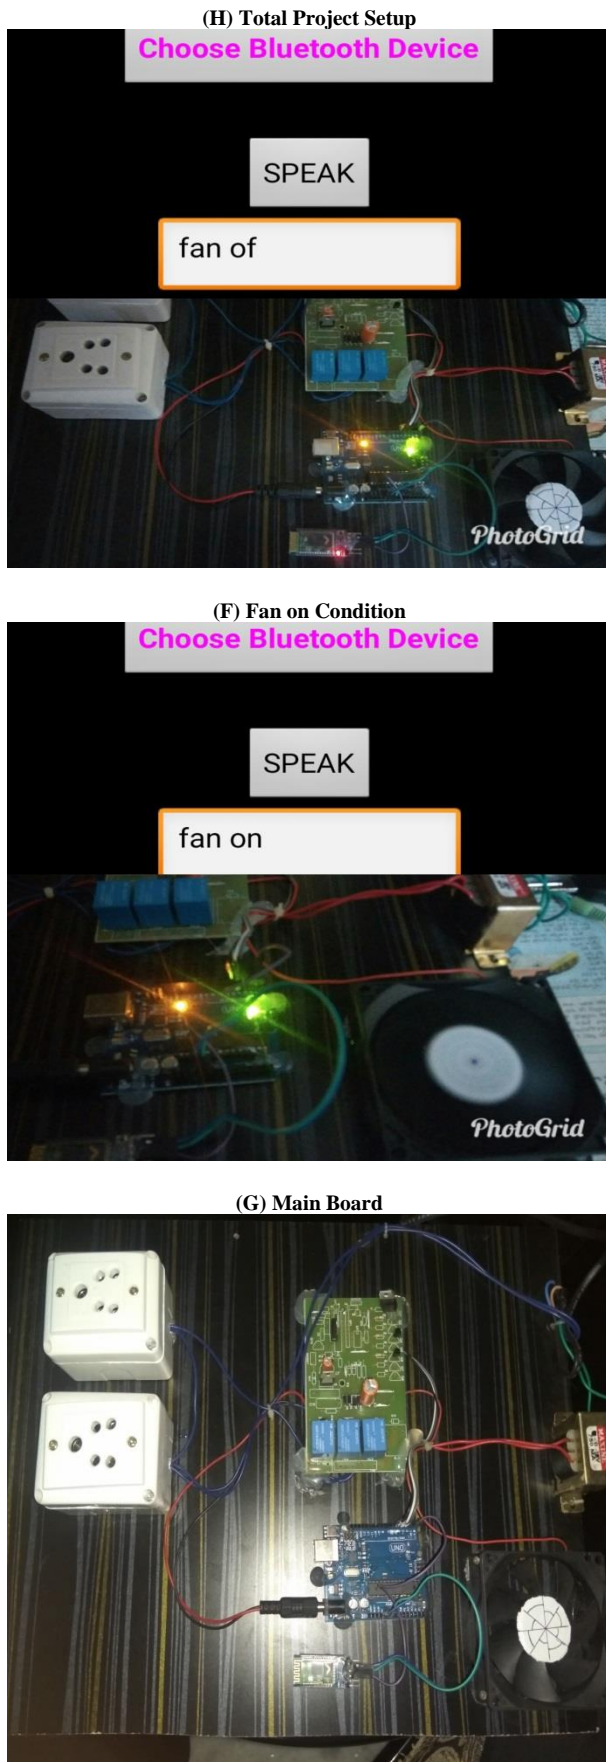 (H) Total Project Setup
Choose Bluetooth Device
SPEAK
fan of
PhotoGrid
(F) Fan on Condition
Choose Bluetooth Device
SPEAK
fan on
PhotoGrid
(G) Main Board
UNO